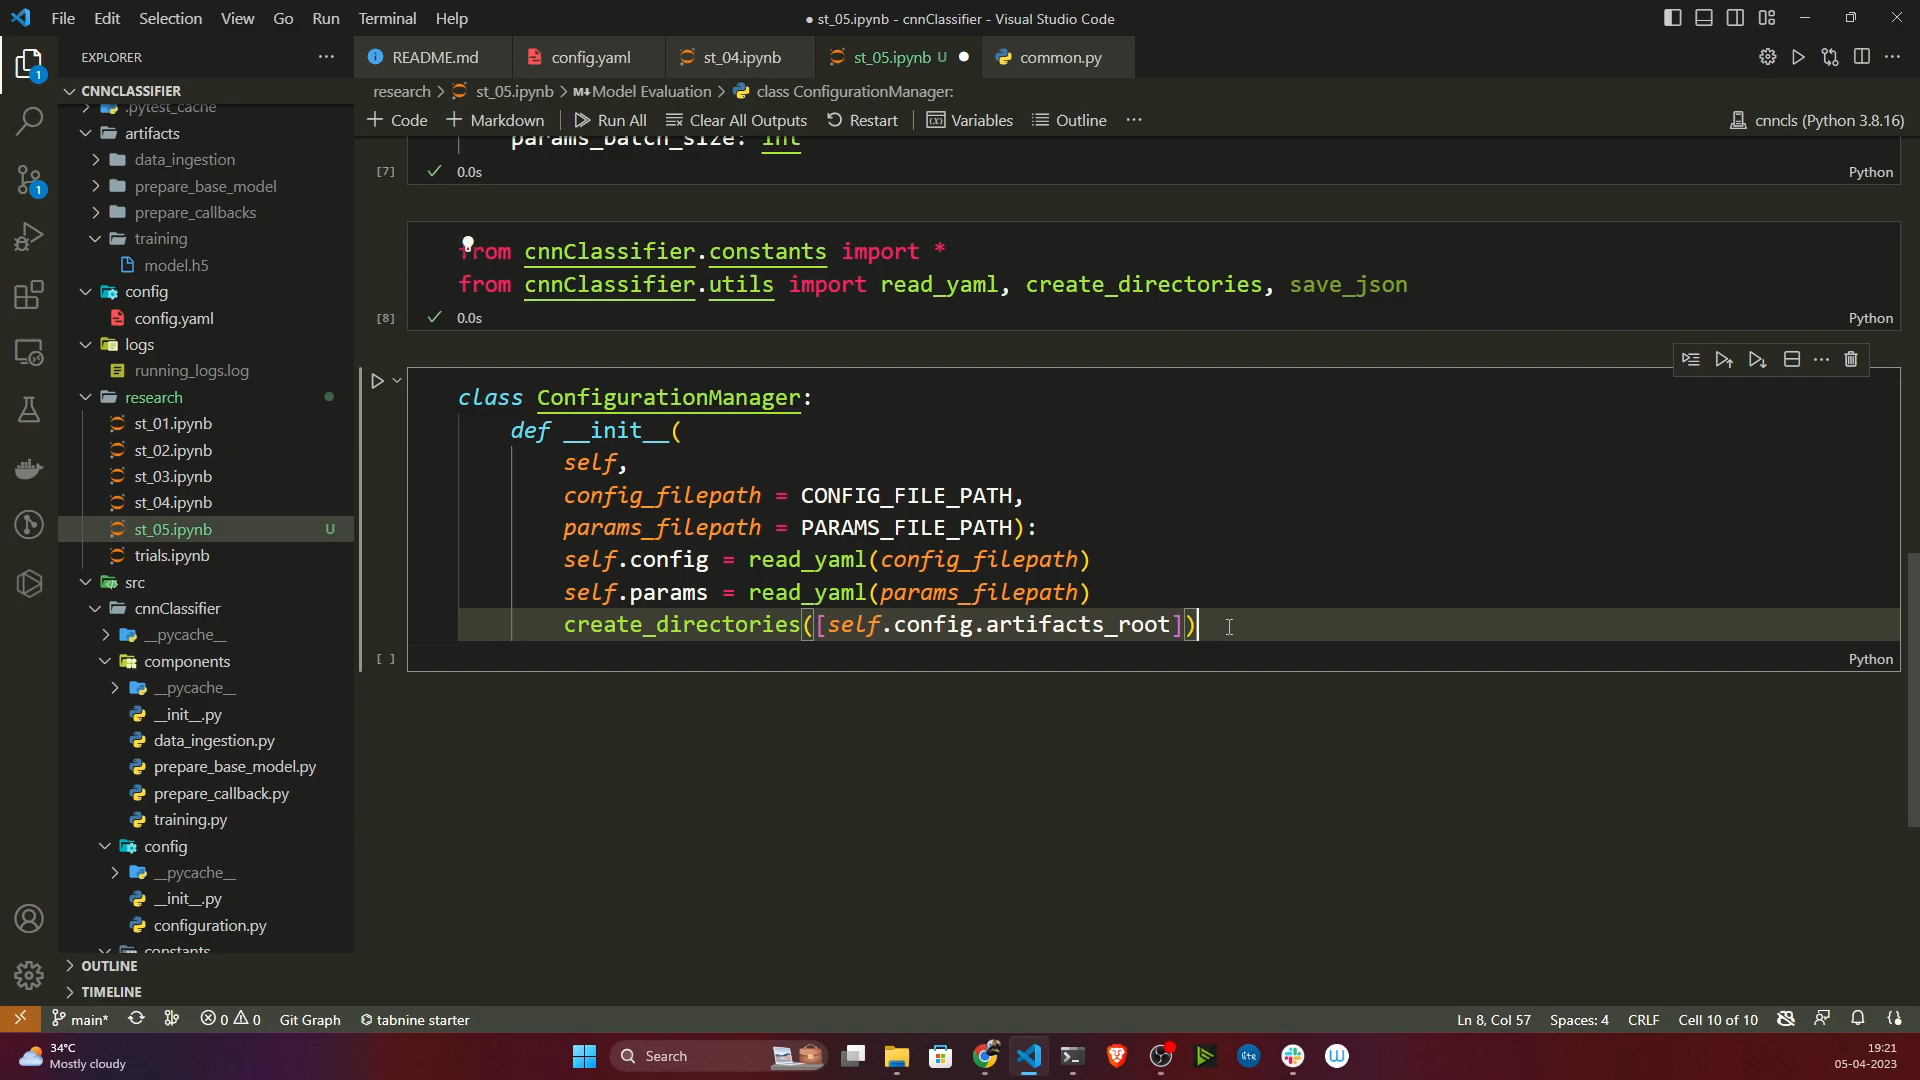 File Edit Selection View Go Run Terminal Help
● st_05.ipynb - cnnClassifier - Visual Studio Code
EXPLORER
README.md
config.yaml
st_04.ipynb
st_05.ipynb U
common.py
CNNCLASSIFIER
research > st_05.ipynb > M↓Model Evaluation > class ConfigurationManager:
Code Markdown Run All Clear All Outputs Restart Variables Outline
cnncls (Python 3.8.16)
.pytest_cache
artifacts
data_ingestion
prepare_base_model
prepare_callbacks
training
model.h5
config
config.yaml
logs
running_logs.log
research
st_01.ipynb
st_02.ipynb
st_03.ipynb
st_04.ipynb
st_05.ipynb U
trials.ipynb
src
cnnClassifier
__pycache__
components
__pycache__
__init__.py
data_ingestion.py
prepare_base_model.py
prepare_callback.py
training.py
config
__pycache__
__init__.py
configuration.py
constants
OUTLINE
TIMELINE
params_batch_size: int
[7] 0.0s Python
from cnnClassifier.constants import *
from cnnClassifier.utils import read_yaml, create_directories, save_json
[8] 0.0s Python
class ConfigurationManager:
def __init__(
self,
config_filepath = CONFIG_FILE_PATH,
params_filepath = PARAMS_FILE_PATH):
self.config = read_yaml(config_filepath)
self.params = read_yaml(params_filepath)
create_directories([self.config.artifacts_root])
[ ] Python
1
1
main* 0 0 Git Graph tabnine starter
Ln 8, Col 57 Spaces: 4 CRLF Cell 10 of 10
34°C
Mostly cloudy
Search
lite
19:21
05-04-2023